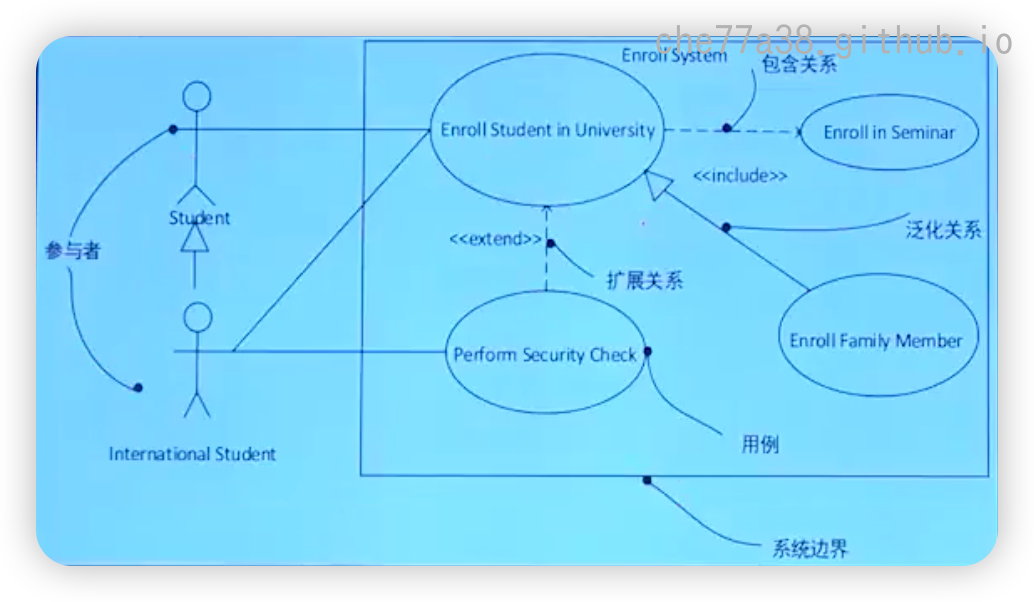 che77a38.github.io
Enroll System
包含关系
Enroll Student in University
Enroll in Seminar
<<include>>
Student
参与者
<<extend>>
泛化关系
扩展关系
Enroll Family Member
Perform Security Check
用例
International Student
系统边界